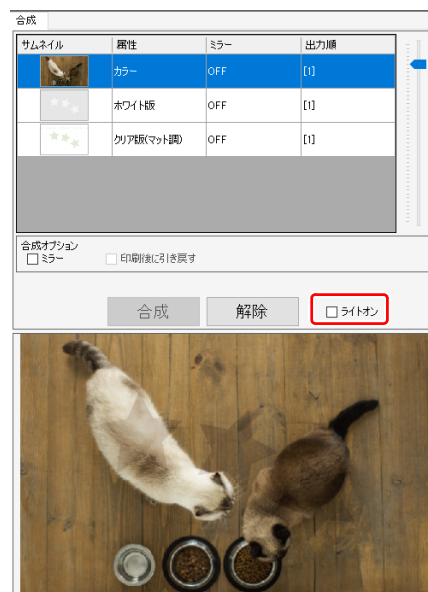 合成
サムネイル 属性 ミラー 出力順
カラー OFF [1]
ホワイト版 OFF [1]
クリア版(マット調) OFF [1]
合成オプション
ミラー 印刷後に引き戻す
合成 解除 ライトオン